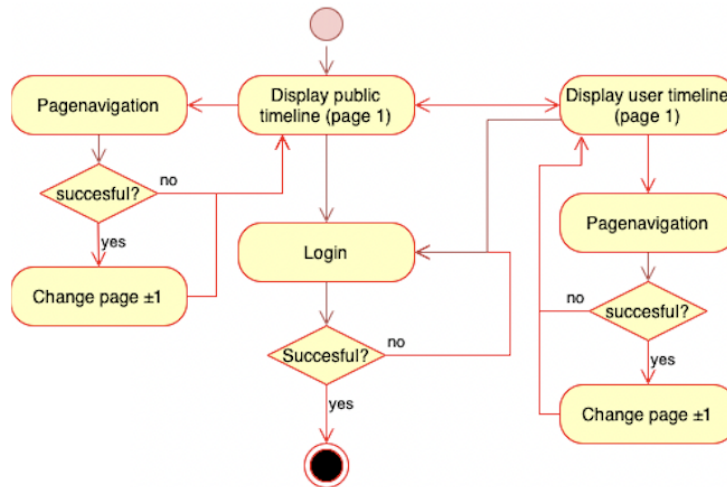 Pagenavigation
Display public
timeline (page 1)
Display user timeline
(page 1)
succesful?
no
yes
Change page ±1
Login
Succesful?
no
yes
Pagenavigation
succesful?
no
yes
Change page ±1